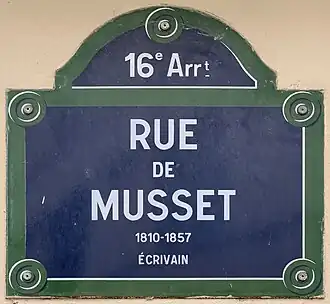 16e Arrt
RUE
DE
MUSSET
1810-1857
ÉCRIVAIN